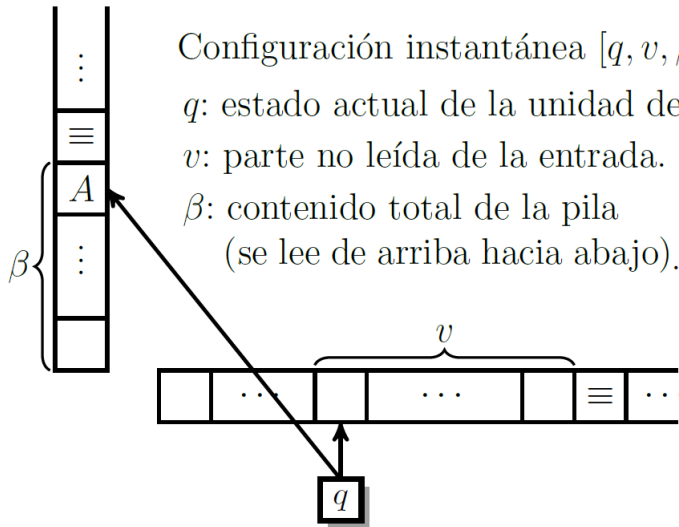 Configuración instantánea [q, v,
q: estado actual de la unidad de
v: parte no leída de la entrada.
β: contenido total de la pila
(se lee de arriba hacia abajo).
⋮
≡
A
β
⋮
v
⋯ ⋯ ≡ ⋯
q